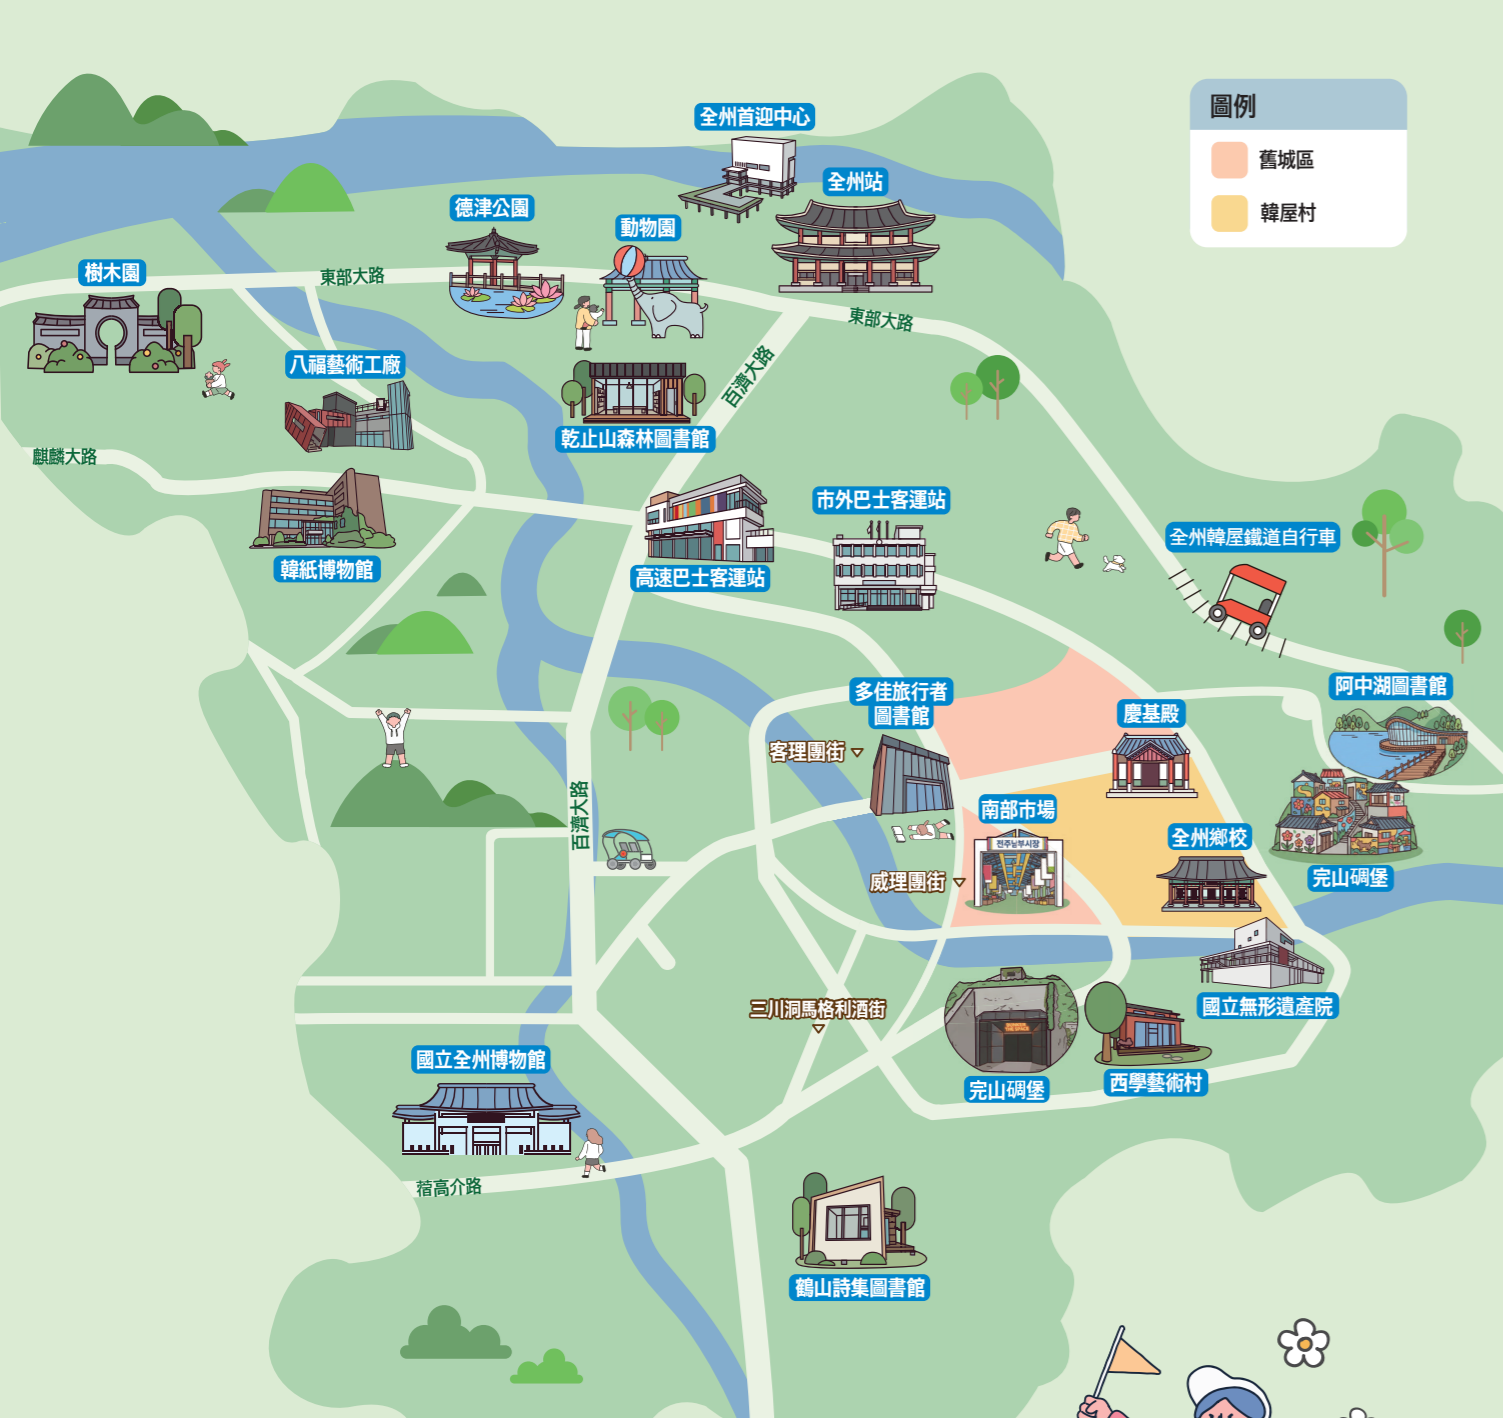 圖例
舊城區
韓屋村
全州首迎中心
全州站
德津公園
動物園
樹木園
東部大路
東部大路
八福藝術工廠
百濟大路
乾止山森林圖書館
麒麟大路
韓紙博物館
高速巴士客運站
市外巴士客運站
全州韓屋鐵道自行車
多佳旅行者
圖書館
慶基殿
阿中湖圖書館
客理團街
百濟大路
南部市場
전주남부시장
全州鄉校
完山碉堡
威理團街
國立無形遺產院
三川洞馬格利酒街
完山碉堡
西學藝術村
國立全州博物館
蓿高介路
鶴山詩集圖書館